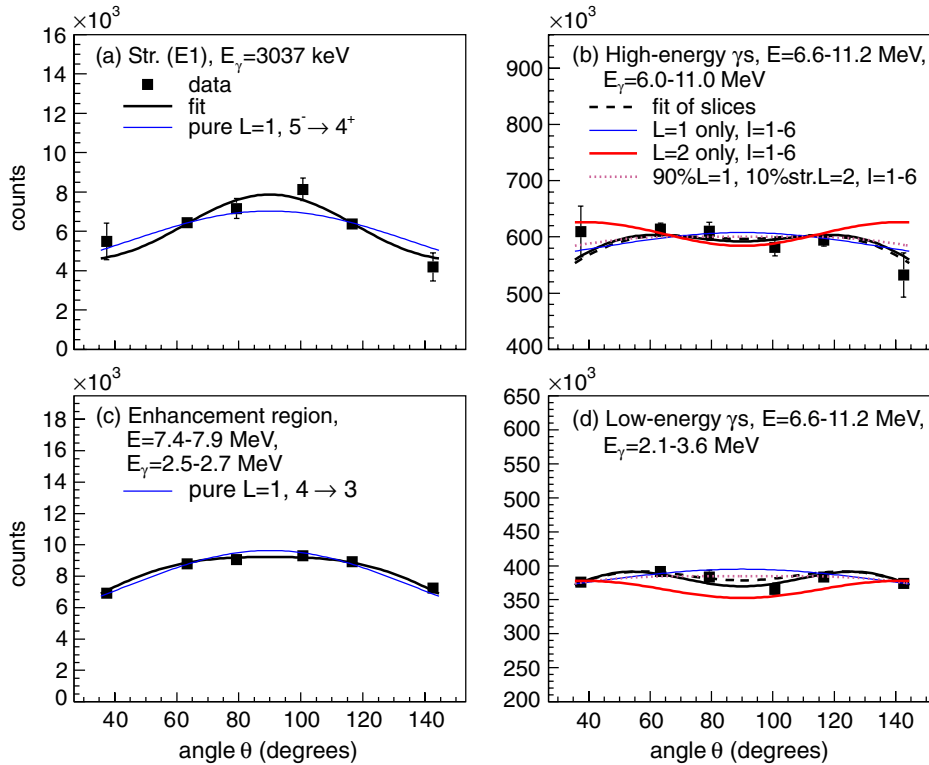 ×10³
16
14
12
10
8
6
4
2
0
counts
(a) Str. (E1), Eγ=3037 keV
data
fit
pure L=1, 5⁻ → 4⁺
×10³
900
800
700
600
500
400
(b) High-energy γs, E=6.6-11.2 MeV,
Eγ=6.0-11.0 MeV
fit of slices
L=1 only, I=1-6
L=2 only, I=1-6
90%L=1, 10%str.L=2, I=1-6
×10³
18
16
14
12
10
8
6
4
2
0
counts
(c) Enhancement region,
E=7.4-7.9 MeV,
Eγ=2.5-2.7 MeV
pure L=1, 4 → 3
40 60 80 100 120 140
angle θ (degrees)
×10³
650
600
550
500
450
400
350
300
250
200
(d) Low-energy γs, E=6.6-11.2 MeV,
Eγ=2.1-3.6 MeV
40 60 80 100 120 140
angle θ (degrees)